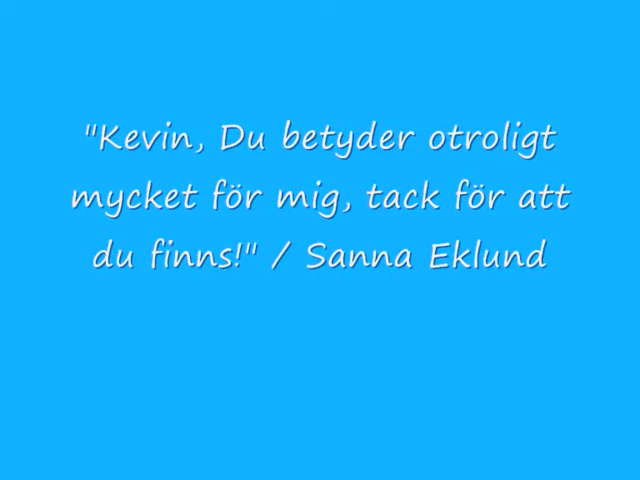 "Kevin, Du betyder otroligt
mycket för mig, tack för att
du finns!" / Sanna Eklund